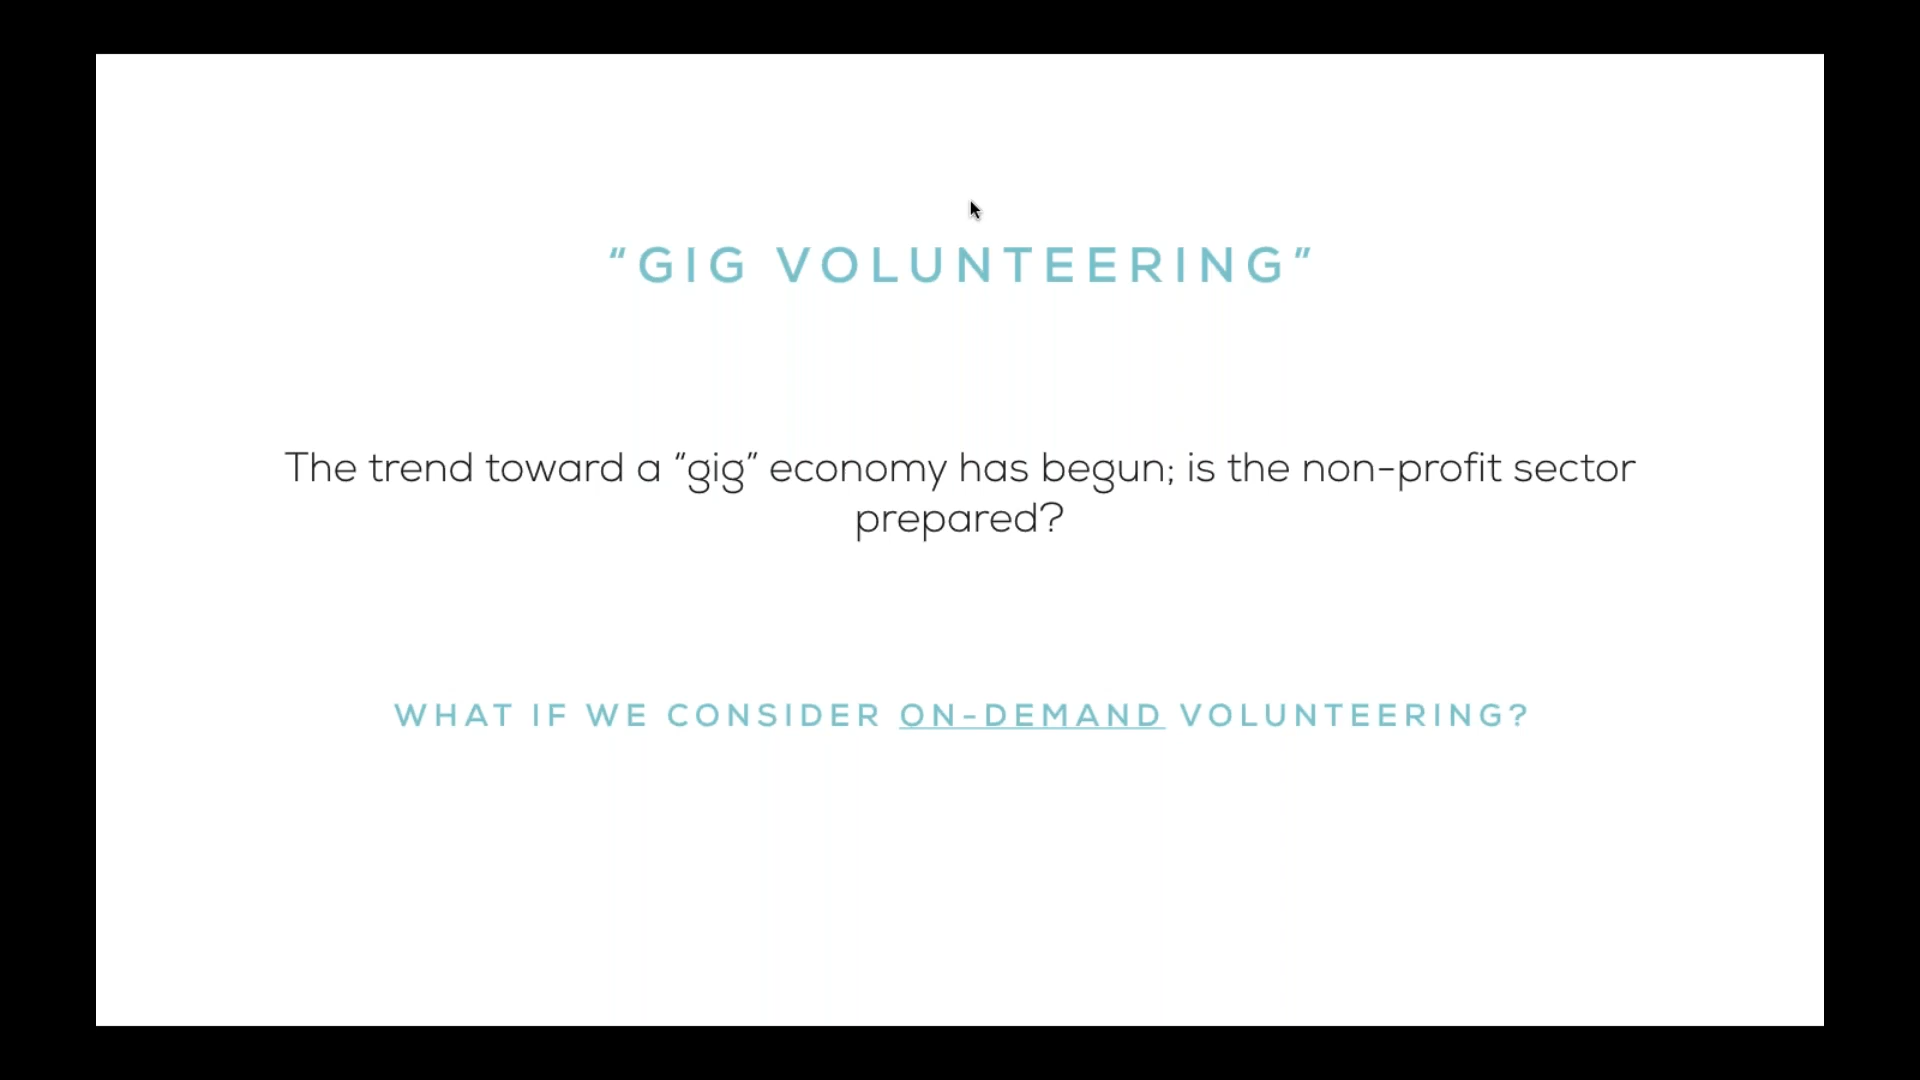 “GIG VOLUNTEERING”
The trend toward a “gig” economy has begun; is the non-profit sector
prepared?
WHAT IF WE CONSIDER ON-DEMAND VOLUNTEERING?